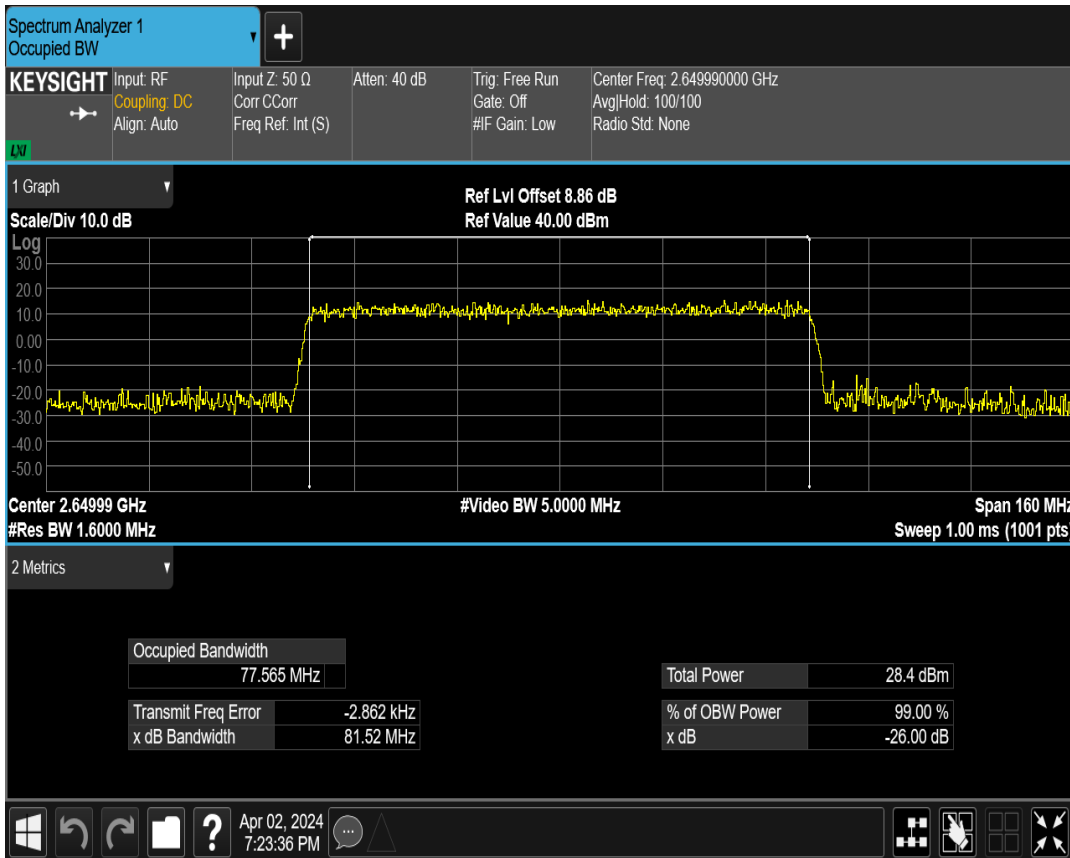 Spectrum Analyzer 1
Occupied BW
+
KEYSIGHT
LXI
Input: RF
Coupling: DC
Align: Auto
Input Z: 50 Ω
Corr CCorr
Freq Ref: Int (S)
Atten: 40 dB
Trig: Free Run
Gate: Off
#IF Gain: Low
Center Freq: 2.649990000 GHz
Avg|Hold: 100/100
Radio Std: None
1 Graph
Scale/Div 10.0 dB
Ref Lvl Offset 8.86 dB
Ref Value 40.00 dBm
Log
30.0
20.0
10.0
0.00
-10.0
-20.0
-30.0
-40.0
-50.0
Center 2.64999 GHz
#Video BW 5.0000 MHz
Span 160 MHz
#Res BW 1.6000 MHz
Sweep 1.00 ms (1001 pts)
2 Metrics
Occupied Bandwidth
77.565 MHz
Total Power 28.4 dBm
Transmit Freq Error -2.862 kHz
% of OBW Power 99.00 %
x dB Bandwidth 81.52 MHz
x dB -26.00 dB
?
Apr 02, 2024
7:23:36 PM